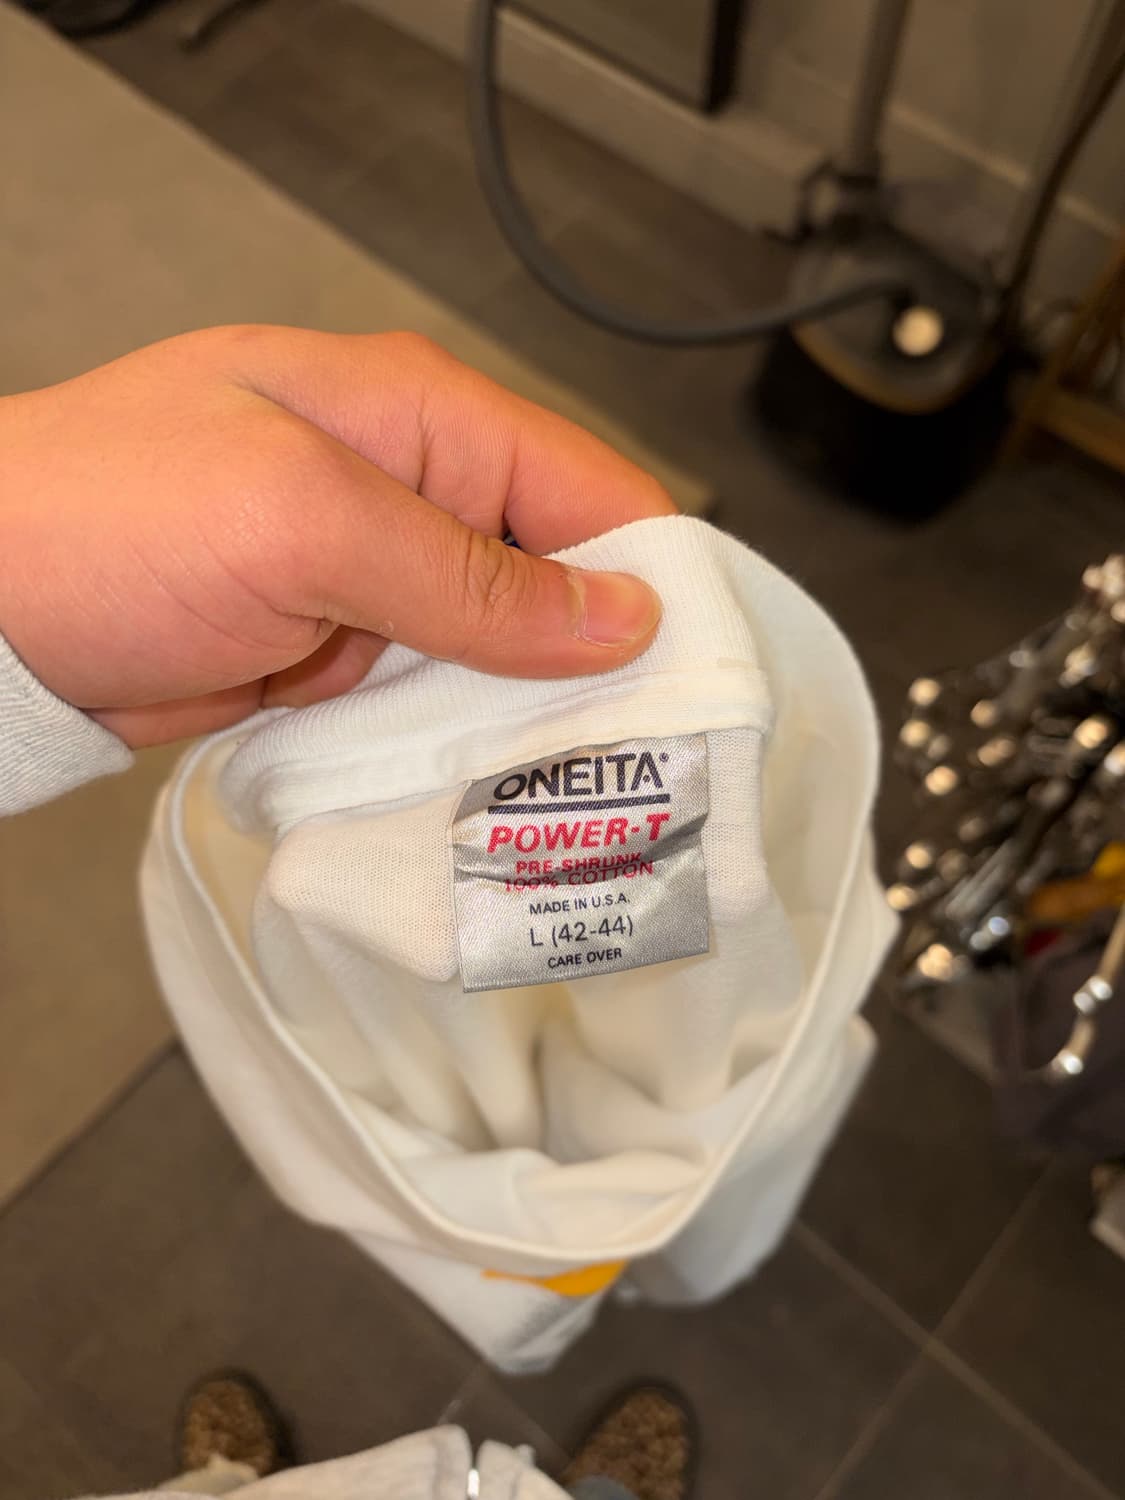 ONEITA®
POWER-T
PRE-SHRUNK
100% COTTON
MADE IN U.S.A.
L (42-44)
CARE OVER